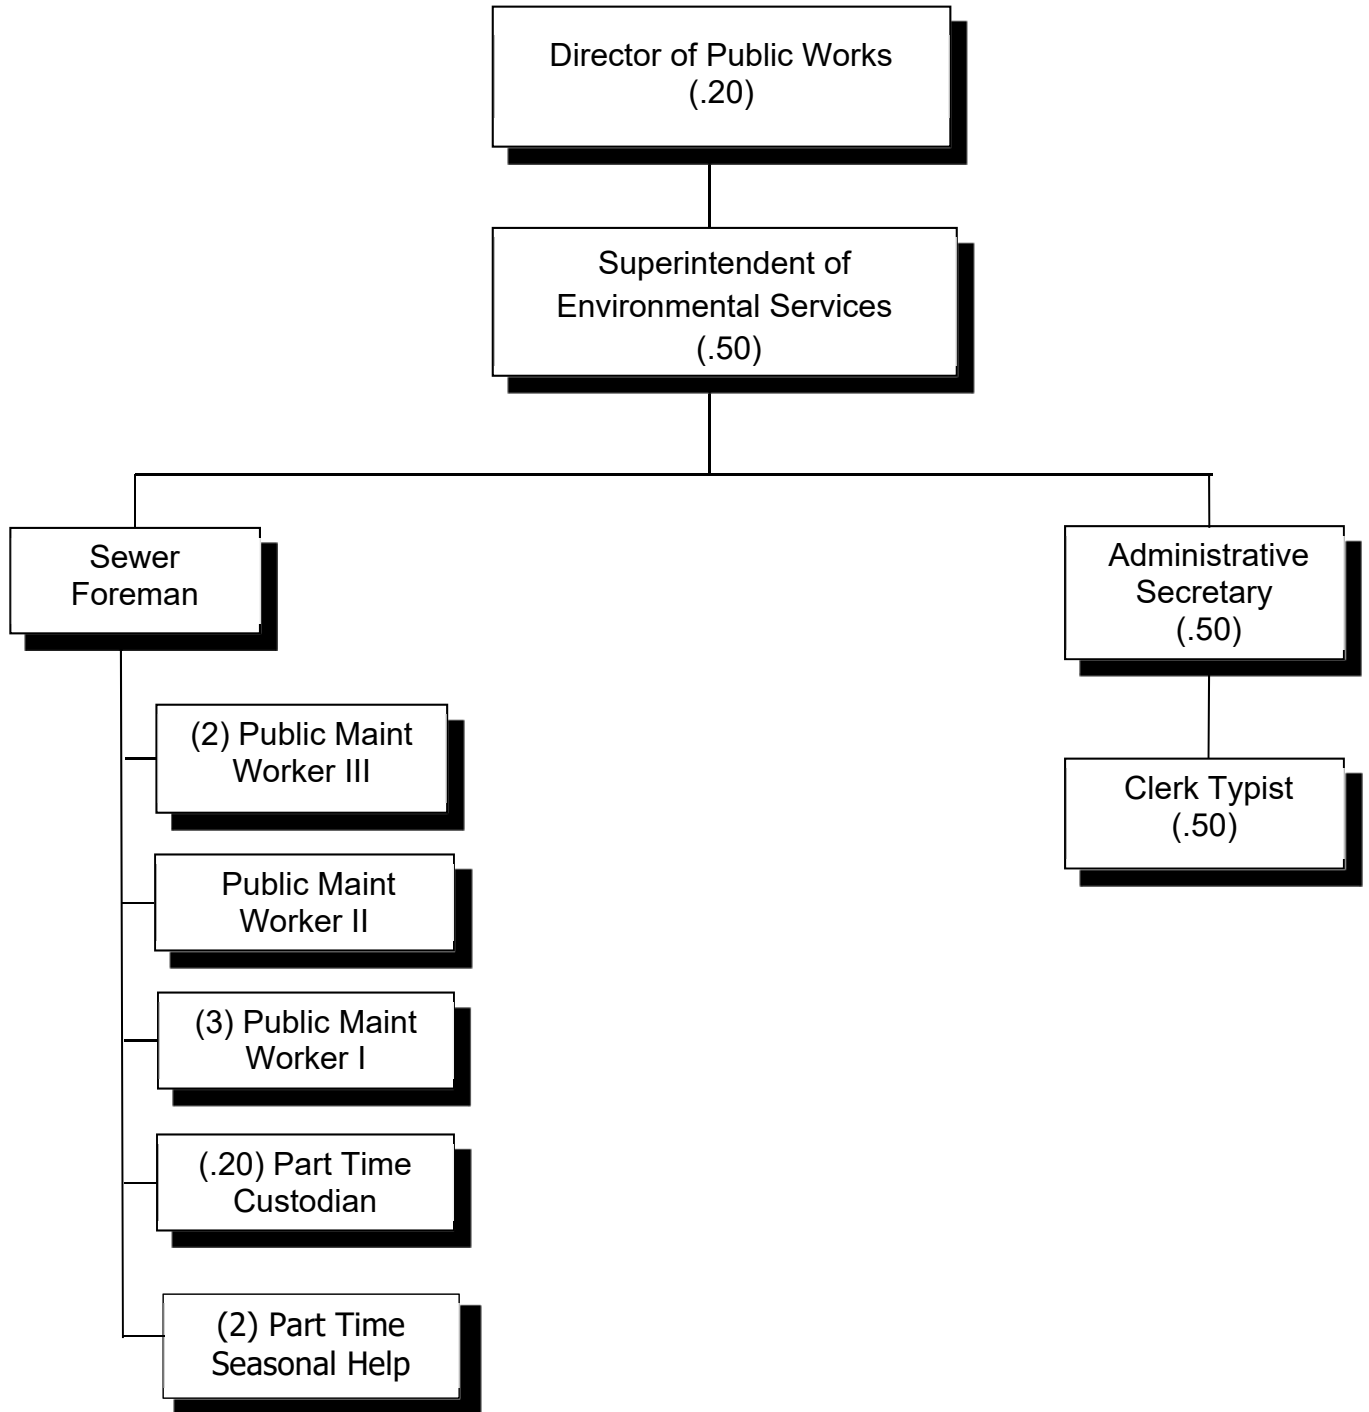 Director of Public Works
(.20)
Superintendent of
Environmental Services
(.50)
Sewer
Foreman
Administrative
Secretary
(.50)
(2) Public Maint
Worker III
Clerk Typist
(.50)
Public Maint
Worker II
(3) Public Maint
Worker I
(.20) Part Time
Custodian
(2) Part Time
Seasonal Help